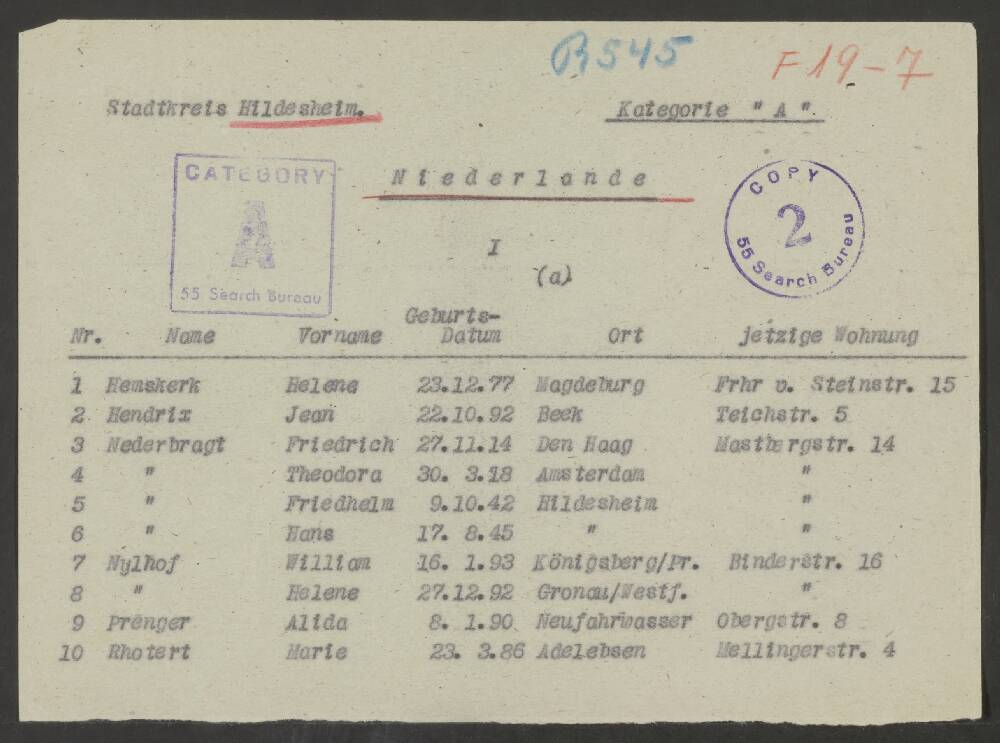 B545
F19-7
Stadtkreis Hildesheim.
Kategorie " A ".
CATEGORY
A
55 Search Bureau
Niederlande
COPY
2
55 Search Bureau
I
(a)
Geburts-
Nr. Name Vorname Datum Ort jetzige Wohnung
1 Hemskerk Helene 23.12.77 Magdeburg Frhr v. Steinstr. 15
2 Hendrix Jean 22.10.92 Beek Teichstr. 5
3 Nederbragt Friedrich 27.11.14 Den Haag Mastbergstr. 14
4 " Theodora 30. 3.18 Amsterdam "
5 " Friedhelm 9.10.42 Hildesheim "
6 " Hans 17. 8.45 " "
7 Nylhof William 16. 1.93 Königsberg/Pr. Binderstr. 16
8 " Helene 27.12.92 Gronau/Westf. "
9 Prenger Alida 8. 1.90 Neufahrwasser Obergstr. 8
10 Rhotert Marie 23. 3.86 Adelebsen Mellingerstr. 4